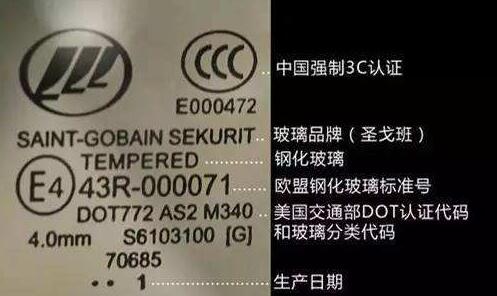 CCC
中国强制3C认证
E000472
SAINT-GOBAIN SEKURIT
玻璃品牌（圣戈班）
TEMPERED
钢化玻璃
E4 43R-000071
欧盟钢化玻璃标准号
DOT772 AS2 M340
美国交通部DOT认证代码
和玻璃分类代码
4.0mm S6103100 [G]
70685
•• 1
生产日期